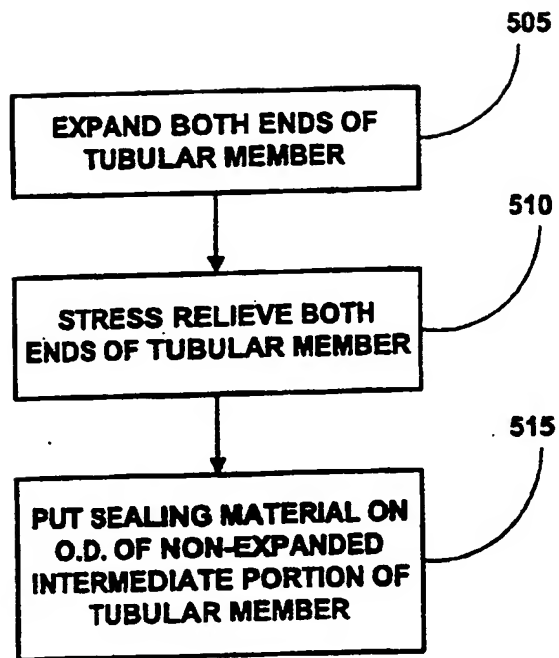 505
EXPAND BOTH ENDS OF
TUBULAR MEMBER
510
STRESS RELIEVE BOTH
ENDS OF TUBULAR MEMBER
515
PUT SEALING MATERIAL ON
O.D. OF NON-EXPANDED
INTERMEDIATE PORTION OF
TUBULAR MEMBER